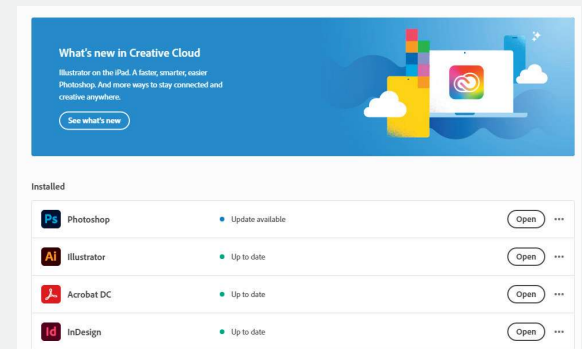 What's new in Creative Cloud
Illustrator on the iPad. A faster, smarter, easier
Photoshop. And more ways to stay connected and
creative anywhere.
See what's new
Installed
Ps Photoshop Update available Open
Ai Illustrator Up to date Open
Acrobat DC Up to date Open
Id InDesign Up to date Open